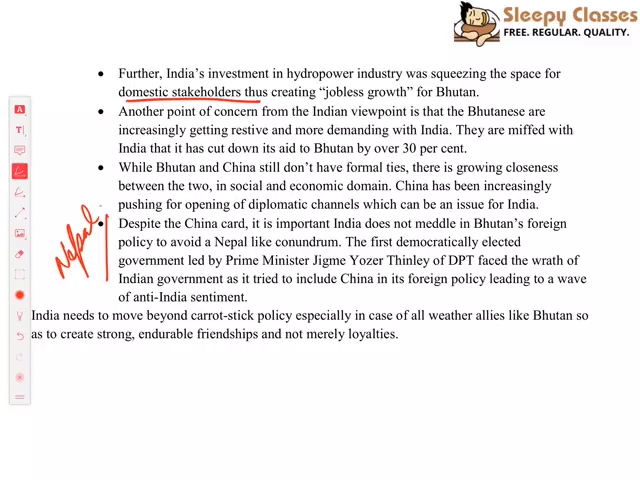 Sleepy Classes
FREE. REGULAR. QUALITY.
• Further, India's investment in hydropower industry was squeezing the space for
domestic stakeholders thus creating “jobless growth” for Bhutan.
• Another point of concern from the Indian viewpoint is that the Bhutanese are
increasingly getting restive and more demanding with India. They are miffed with
India that it has cut down its aid to Bhutan by over 30 per cent.
• While Bhutan and China still don't have formal ties, there is growing closeness
between the two, in social and economic domain. China has been increasingly
pushing for opening of diplomatic channels which can be an issue for India.
Nepal
• Despite the China card, it is important India does not meddle in Bhutan's foreign
policy to avoid a Nepal like conundrum. The first democratically elected
government led by Prime Minister Jigme Yozer Thinley of DPT faced the wrath of
Indian government as it tried to include China in its foreign policy leading to a wave
of anti-India sentiment.
India needs to move beyond carrot-stick policy especially in case of all weather allies like Bhutan so
as to create strong, endurable friendships and not merely loyalties.